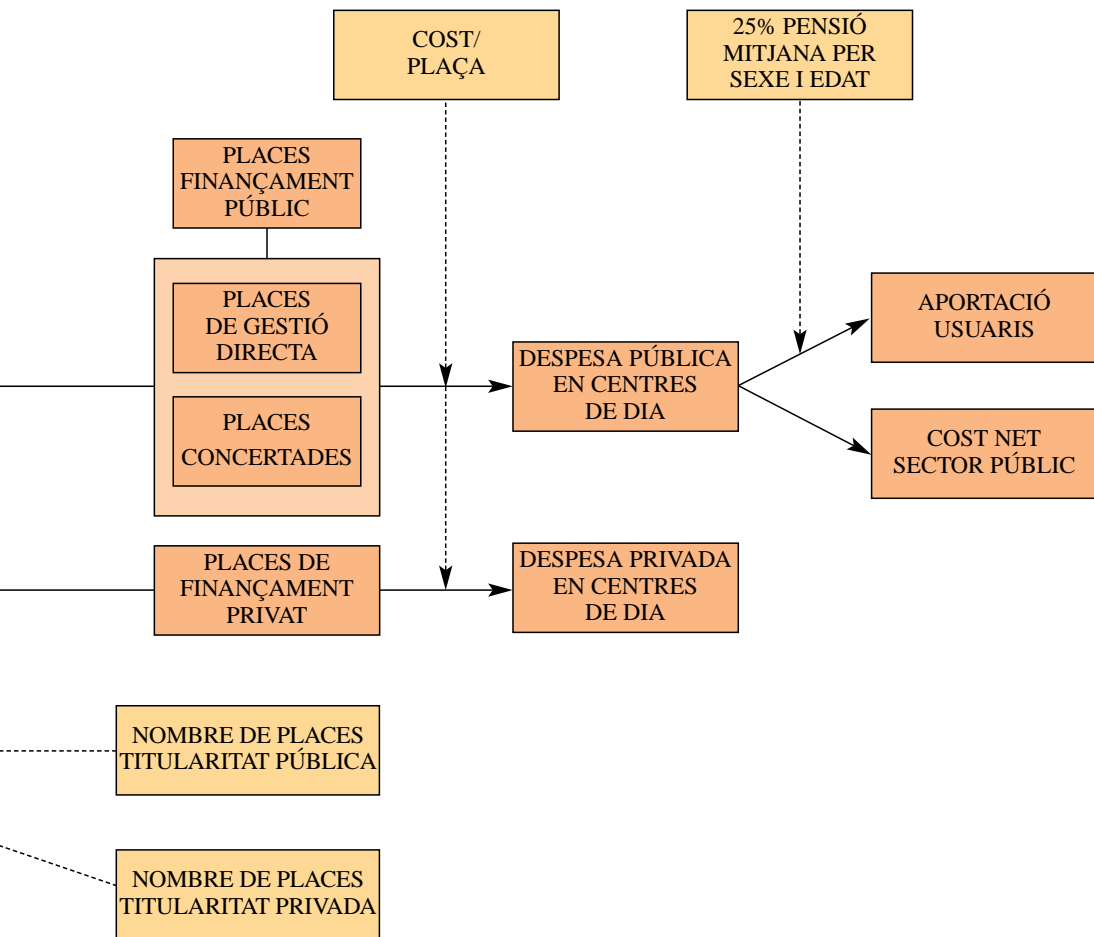 COST/
PLAÇA
25% PENSIÓ
MITJANA PER
SEXE I EDAT
PLACES
FINANÇAMENT
PÚBLIC
PLACES
DE GESTIÓ
DIRECTA
PLACES
CONCERTADES
DESPESA PÚBLICA
EN CENTRES
DE DIA
APORTACIÓ
USUARIS
COST NET
SECTOR PÚBLIC
PLACES DE
FINANÇAMENT
PRIVAT
DESPESA PRIVADA
EN CENTRES
DE DIA
NOMBRE DE PLACES
TITULARITAT PÚBLICA
NOMBRE DE PLACES
TITULARITAT PRIVADA